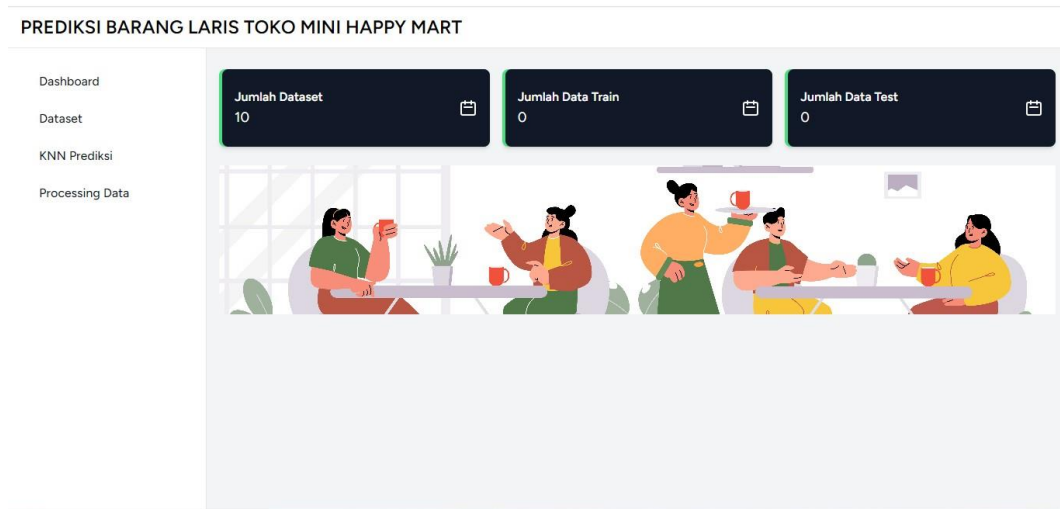 PREDIKSI BARANG LARIS TOKO MINI HAPPY MART
Dashboard
Dataset
KNN Prediksi
Processing Data
Jumlah Dataset
10
Jumlah Data Train
0
Jumlah Data Test
0